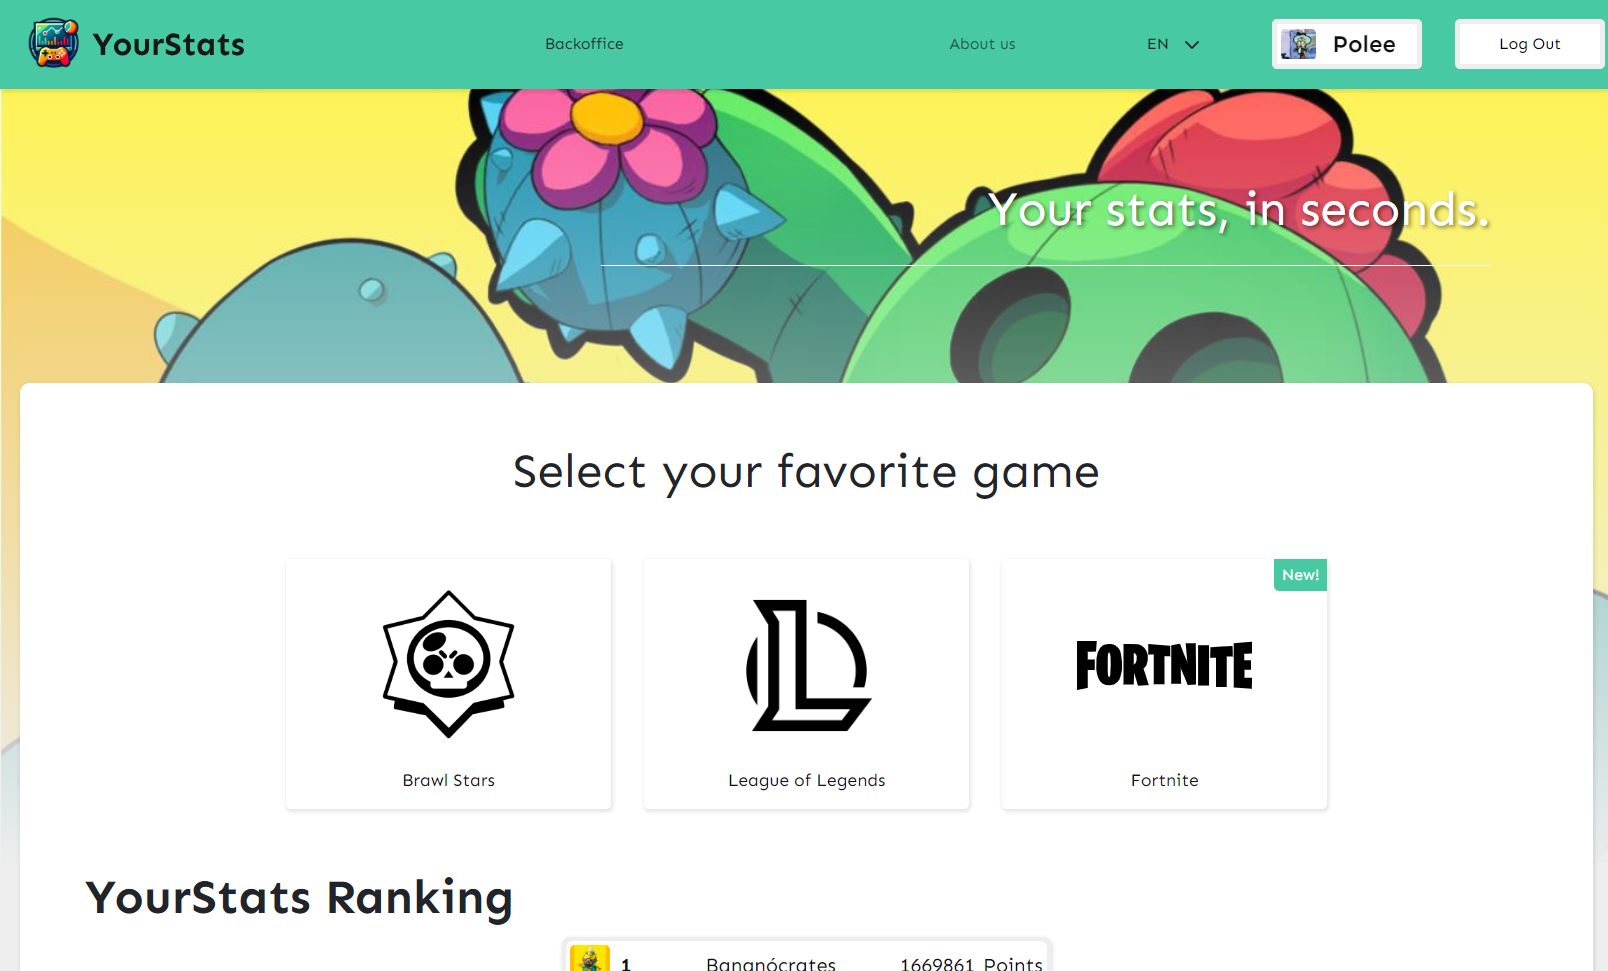 YourStats
Backoffice
About us
EN
Polee
Log Out
Your stats, in seconds.
Select your favorite game
New!
FORTNITE
Brawl Stars
League of Legends
Fortnite
YourStats Ranking
1 Bananócrates 1669861 Points